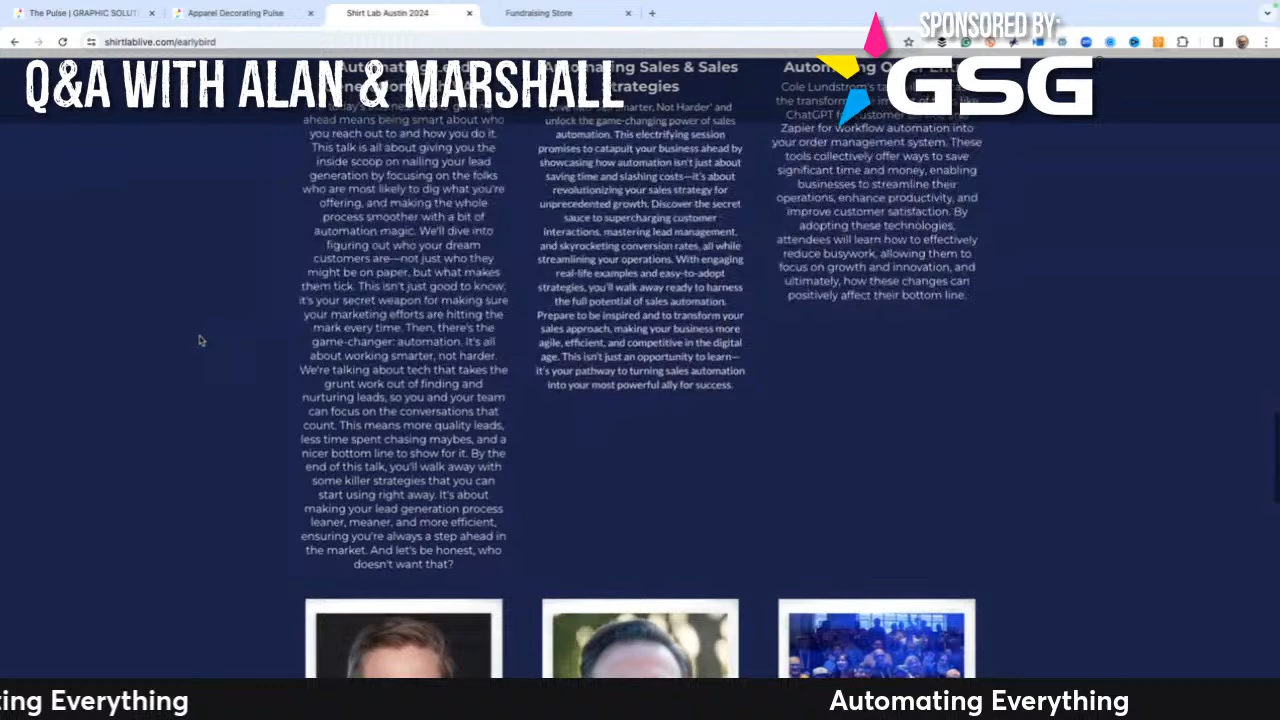 The Pulse | GRAPHIC SOLUTI
Apparel Decorating Pulse
Shirt Lab Austin 2024
Fundraising Store
shirtlablive.com/earlybird
SPONSORED BY:
GSG
Q&A WITH ALAN & MARSHALL
ahead means being smart about who
you reach out to and how you do it.
This talk is all about giving you the
inside scoop on nailing your lead
generation by focusing on the folks
who are most likely to dig what you're
offering, and making the whole
process smoother with a bit of
automation magic. We'll dive into
figuring out who your dream
customers are—not just who they
might be on paper, but what makes
them tick. This isn't just good to know;
it's your secret weapon for making sure
your marketing efforts are hitting the
mark every time. Then, there's the
game-changer: automation. It's all
about working smarter, not harder.
We're talking about tech that takes the
grunt work out of finding and
nurturing leads, so you and your team
can focus on the conversations that
count. This means more quality leads,
less time spent chasing maybes, and a
nicer bottom line to show for it. By the
end of this talk, you'll walk away with
some killer strategies that you can
start using right away. It's about
making your lead generation process
leaner, meaner, and more efficient,
ensuring you're always a step ahead in
the market. And let's be honest, who
doesn't want that?
Automating Sales & Sales
Strategies
Smarter, Not Harder' and
unlock the game-changing power of sales
automation. This electrifying session
promises to catapult your business ahead by
showcasing how automation isn't just about
saving time and slashing costs—it's about
revolutionizing your sales strategy for
unprecedented growth. Discover the secret
sauce to supercharging customer
interactions, mastering lead management,
and skyrocketing conversion rates, all while
streamlining your operations. With engaging
real-life examples and easy-to-adopt
strategies, you'll walk away ready to harness
the full potential of sales automation.
Prepare to be inspired and to transform your
sales approach, making your business more
agile, efficient, and competitive in the digital
age. This isn't just an opportunity to learn—
it's your pathway to turning sales automation
into your most powerful ally for success.
Cole Lundstrom's
the
ChatGPT customer
Zapier for workflow automation into
your order management system. These
tools collectively offer ways to save
significant time and money, enabling
businesses to streamline their
operations, enhance productivity, and
improve customer satisfaction. By
adopting these technologies,
attendees will learn how to effectively
reduce busywork, allowing them to
focus on growth and innovation, and
ultimately, how these changes can
positively affect their bottom line.
ting Everything
Automating Everything